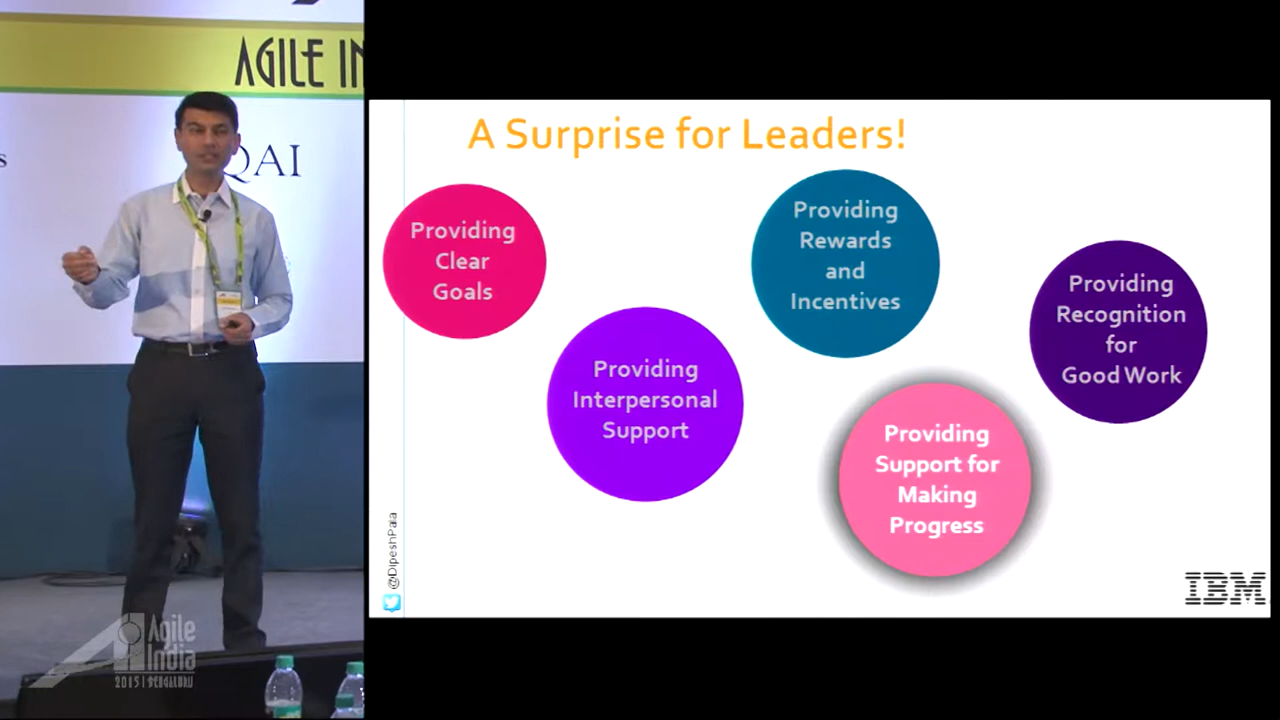 AGILE IN
s
QAI
A Surprise for Leaders!
Providing
Clear
Goals
Providing
Interpersonal
Support
Providing
Rewards
and
Incentives
Providing
Recognition
for
Good Work
Providing
Support for
Making
Progress
@DipeshPala
IBM
Agile
India
2015 | BENGALURU